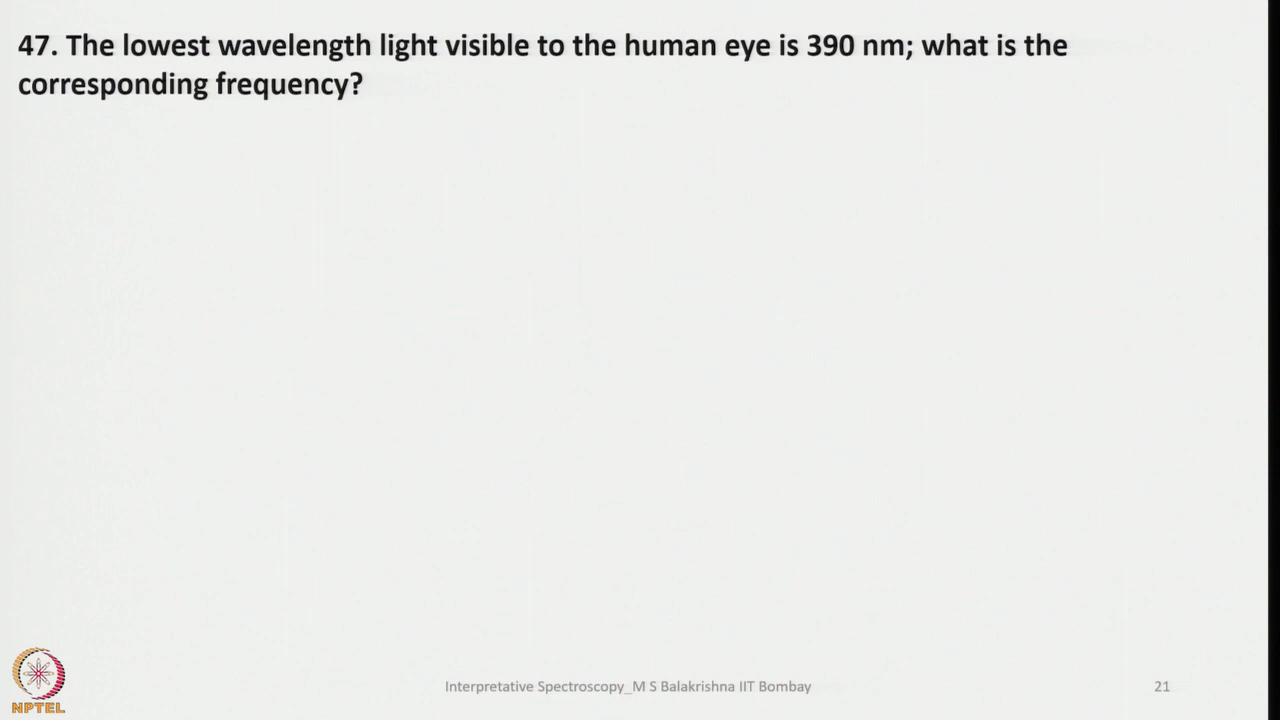 47. The lowest wavelength light visible to the human eye is 390 nm; what is the
corresponding frequency?
NPTEL
Interpretative Spectroscopy_M S Balakrishna IIT Bombay
21